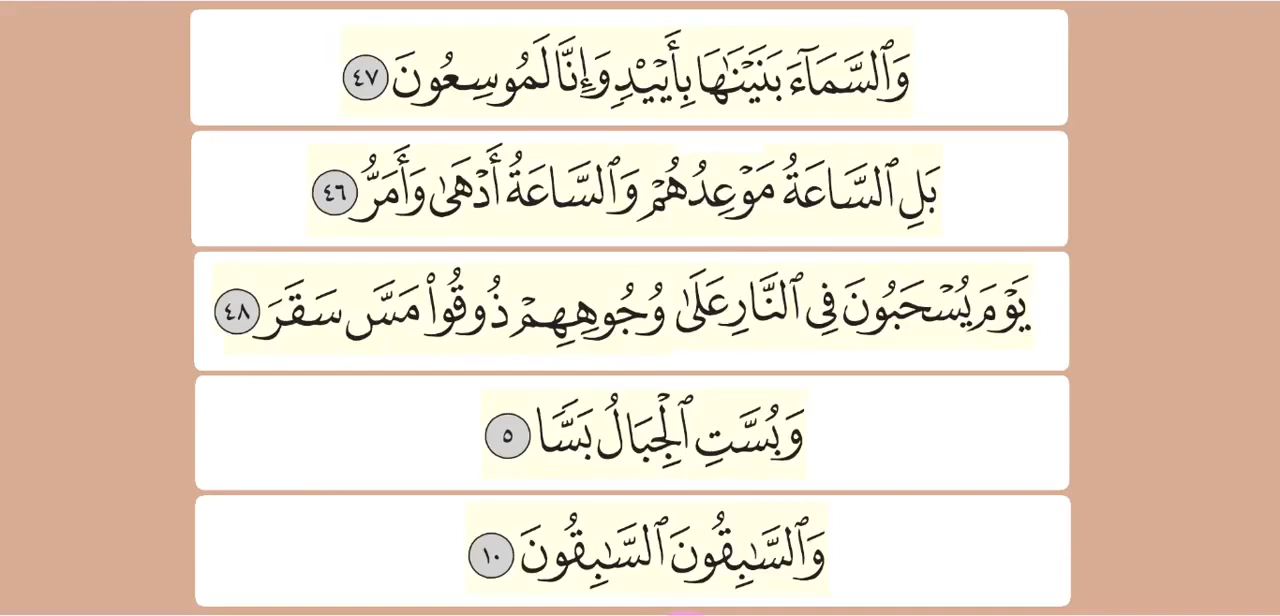 وَٱلسَّمَآءَ بَنَيۡنَٰهَا بِأَيۡيْدٖ وَإِنَّا لَمُوسِعُونَ ٤٧
بَلِ ٱلسَّاعَةُ مَوۡعِدُهُمۡ وَٱلسَّاعَةُ أَدۡهَىٰ وَأَمَرُّ ٤٦
يَوۡمَ يُسۡحَبُونَ فِي ٱلنَّارِ عَلَىٰ وُجُوهِهِمۡ ذُوقُواْ مَسَّ سَقَرَ ٤٨
وَبُسَّتِ ٱلۡجِبَالُ بَسّٗا ٥
وَٱلسَّٰبِقُونَ ٱلسَّٰبِقُونَ ١٠